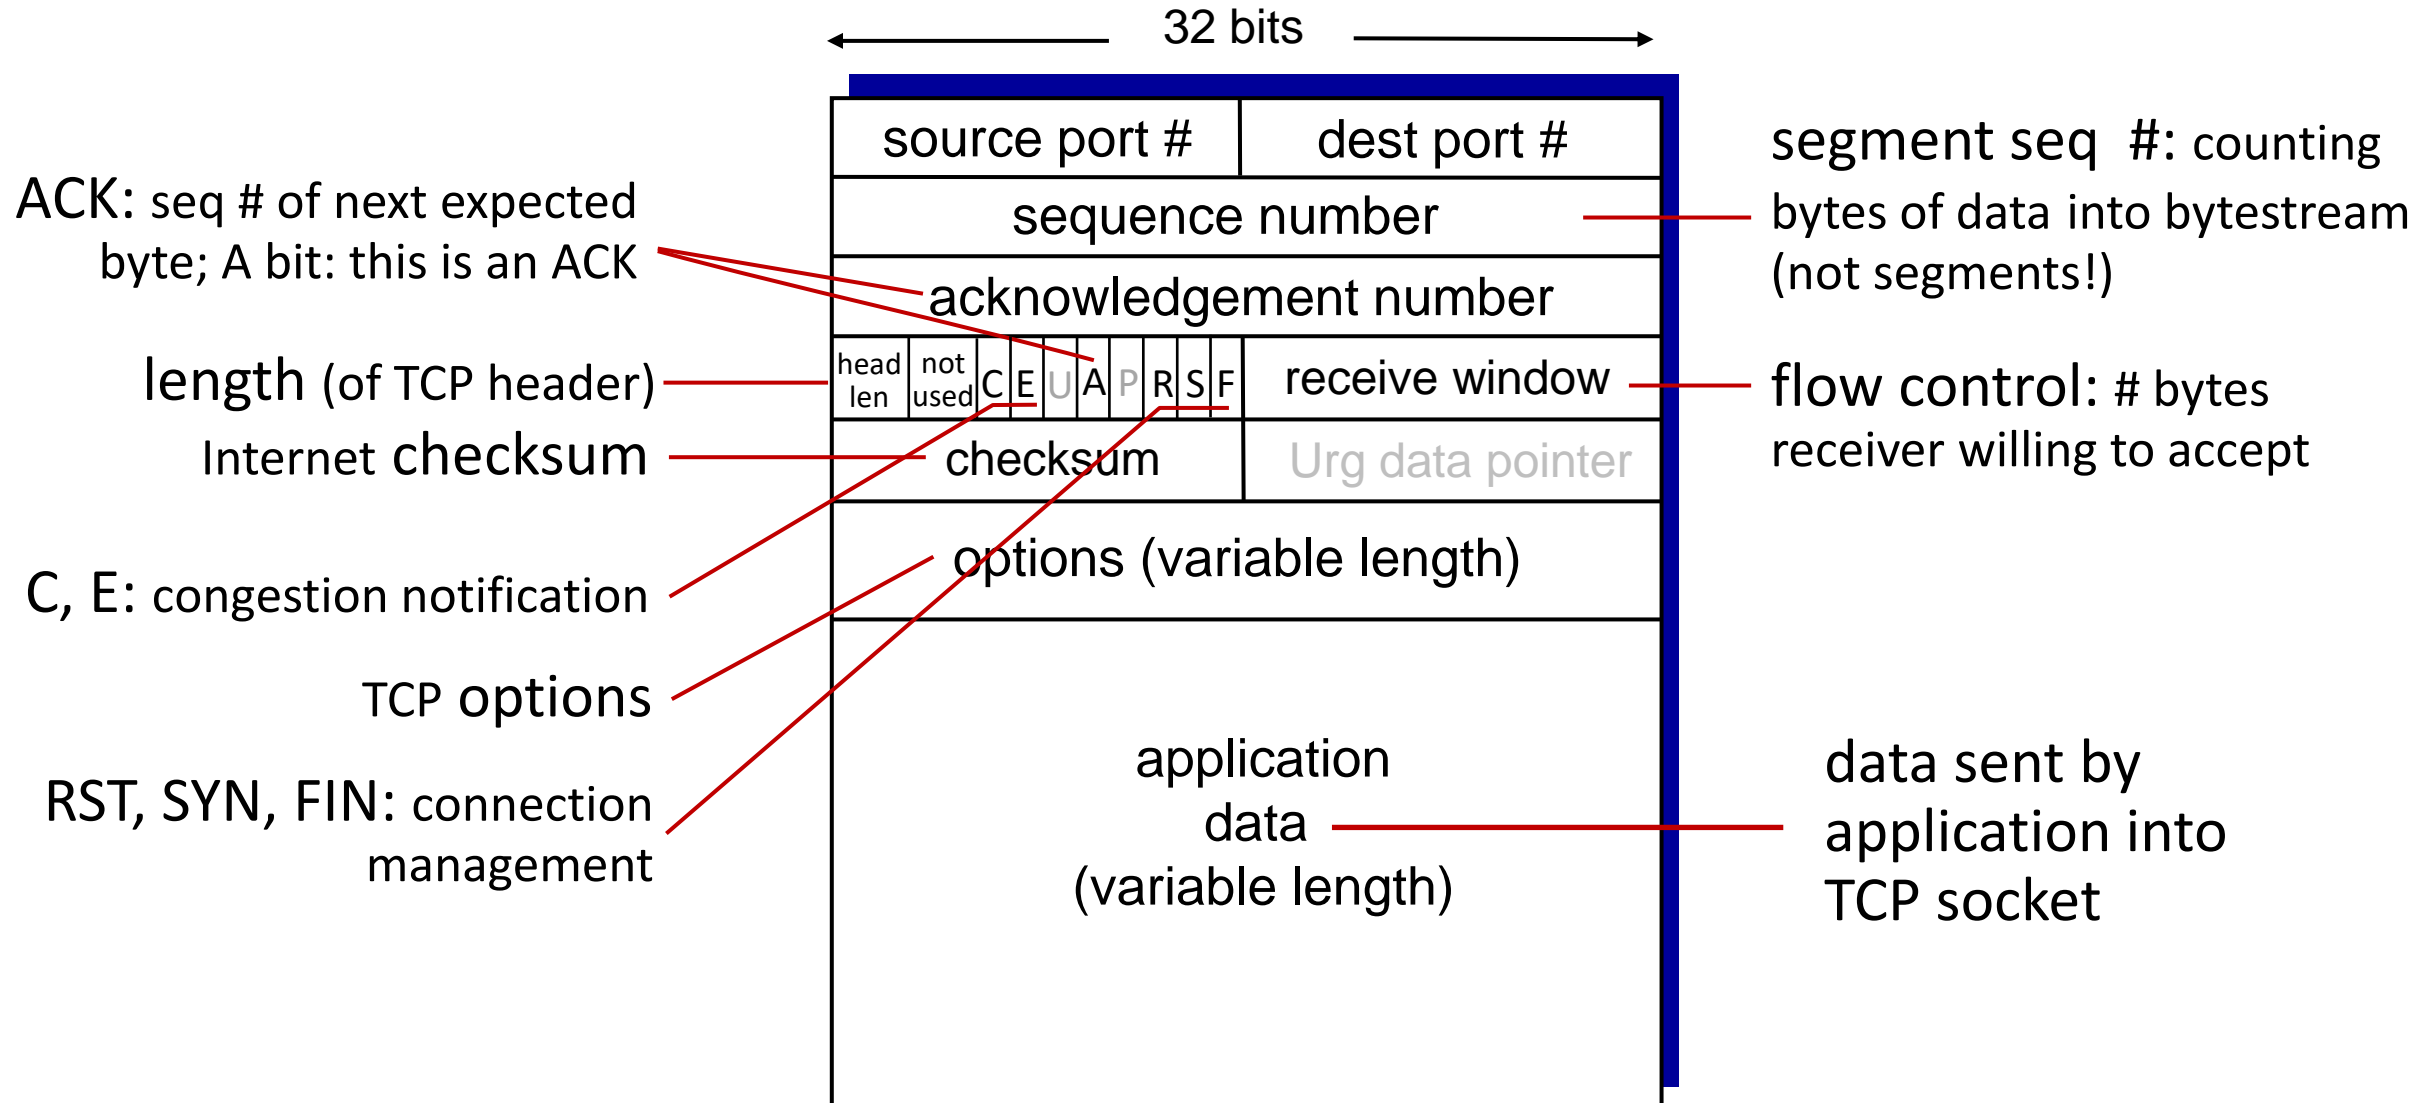 32 bits
source port # dest port #
sequence number
acknowledgement number
head len not used C E U A P R S F receive window
checksum Urg data pointer
options (variable length)
application
data
(variable length)
ACK: seq # of next expected
byte; A bit: this is an ACK
length (of TCP header)
Internet checksum
C, E: congestion notification
TCP options
RST, SYN, FIN: connection
management
segment seq #: counting
bytes of data into bytestream
(not segments!)
flow control: # bytes
receiver willing to accept
data sent by
application into
TCP socket